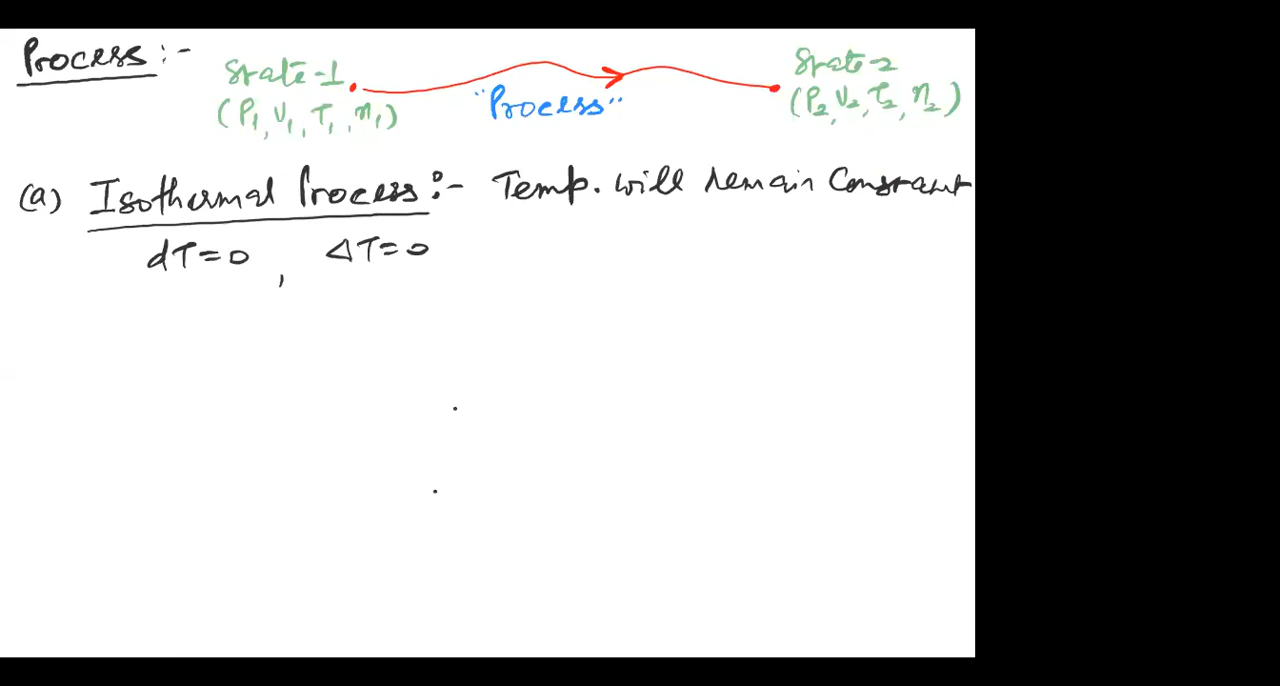 Process :-
State-1
State-2
(P₁, V₁, T₁, n₁)
"Process"
(P₂, V₂, T₂, n₂)
(a) Isothermal Process :- Temp. will remain Constant
dT=0, ΔT=0